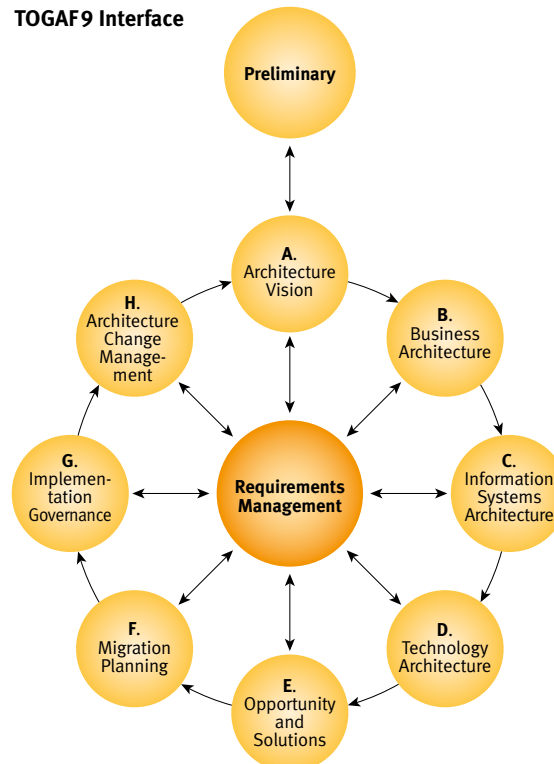 TOGAF9 Interface
Preliminary
A.
Architecture
Vision
B.
Business
Architecture
C.
Information
Systems
Architecture
D.
Technology
Architecture
E.
Opportunity
and
Solutions
F.
Migration
Planning
G.
Implemen-
tation
Governance
H.
Architecture
Change
Manage-
ment
Requirements
Management